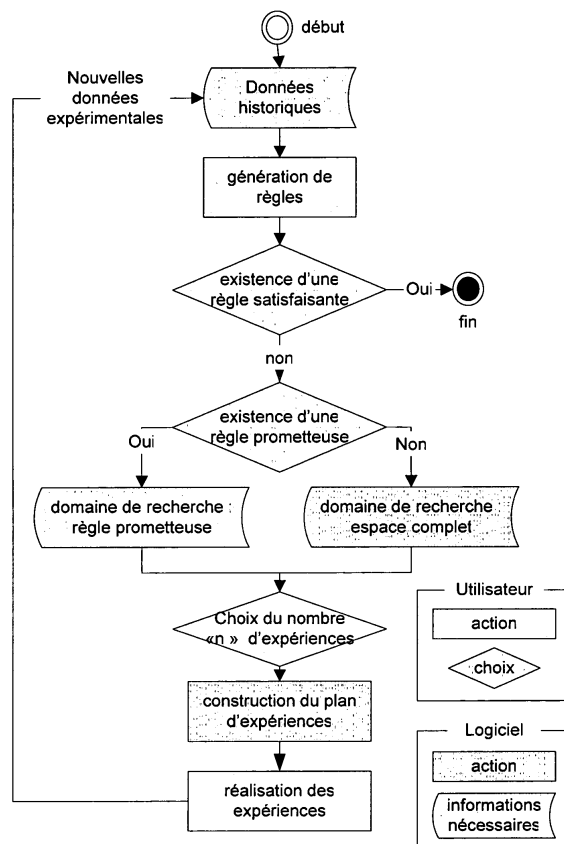 début
Nouvelles
données
expérimentales
Données
historiques
génération de
règles
existence d'une
règle satisfaisante
Oui
fin
non
existence d'une
règle prometteuse
Oui
Non
domaine de recherche :
règle prometteuse
domaine de recherche
espace complet
Choix du nombre
«n » d'expériences
construction du plan
d'expériences
réalisation des
expériences
Utilisateur
action
choix
Logiciel
action
informations
nécessaires